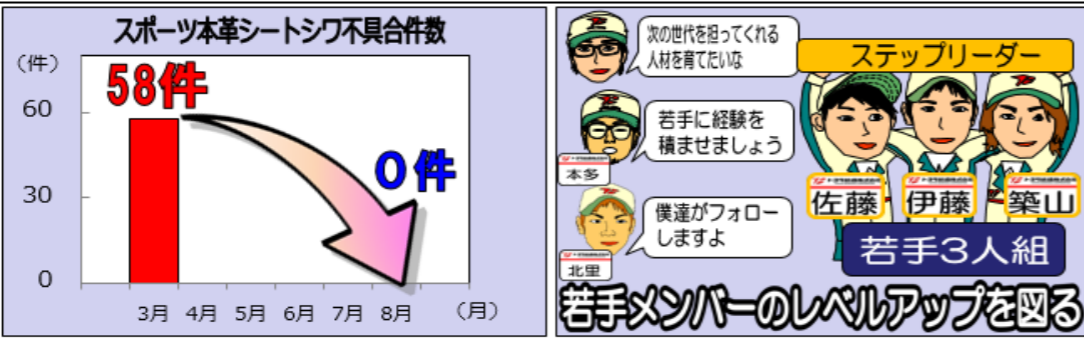 スポーツ本革シートシワ不具合件数
(件)
58件
60
0件
30
0
3月 4月 5月 6月 7月 8月 (月)
次の世代を担ってくれる
人材を育てたいな
ステップリーダー
若手に経験を
積ませましょう
本多
僕達がフォロー
しますよ
北里
佐藤 伊藤 築山
若手3人組
若手メンバーのレベルアップを図る